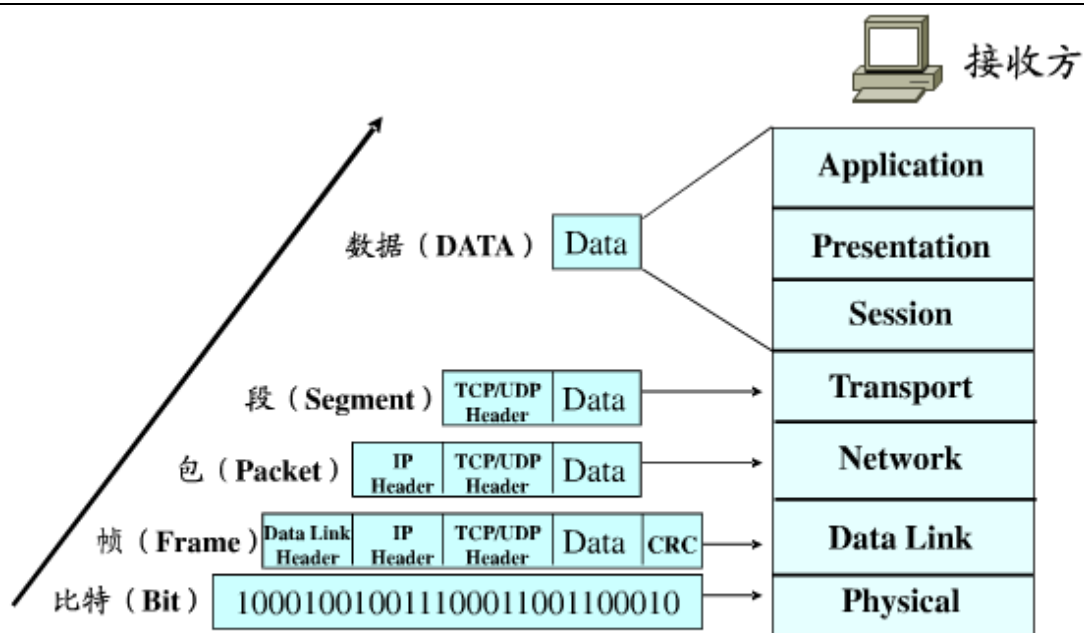 接收方
Application
数据（DATA） Data
Presentation
Session
段（Segment） TCP/UDP Header Data
Transport
包（Packet） IP Header TCP/UDP Header Data
Network
帧（Frame） Data Link Header IP Header TCP/UDP Header Data CRC
Data Link
比特（Bit） 100010010011100011001100010
Physical